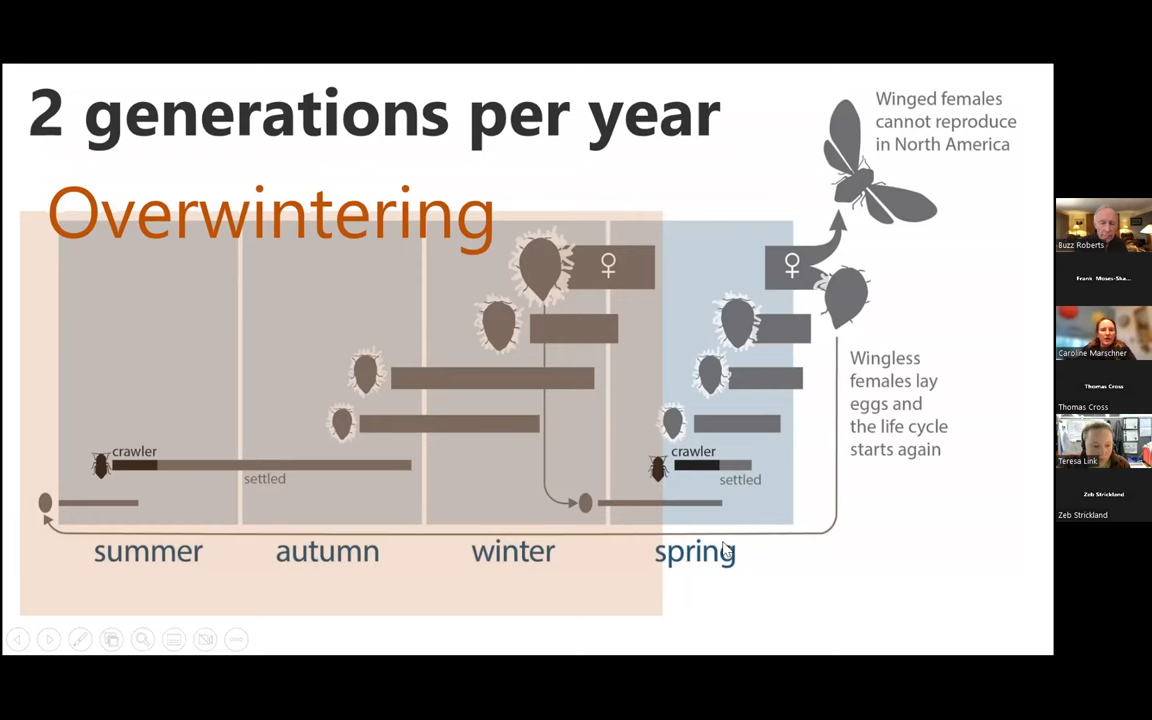 2 generations per year
Overwintering
Winged females
cannot reproduce
in North America
♀
♀
Wingless
females lay
eggs and
the life cycle
starts again
crawler
settled
crawler
settled
summer
autumn
winter
spring
Buzz Roberts
Frank Moses-Ska...
Caroline Marschner
Thomas Cross
Thomas Cross
Teresa Link
Zeb Strickland
Zeb Strickland